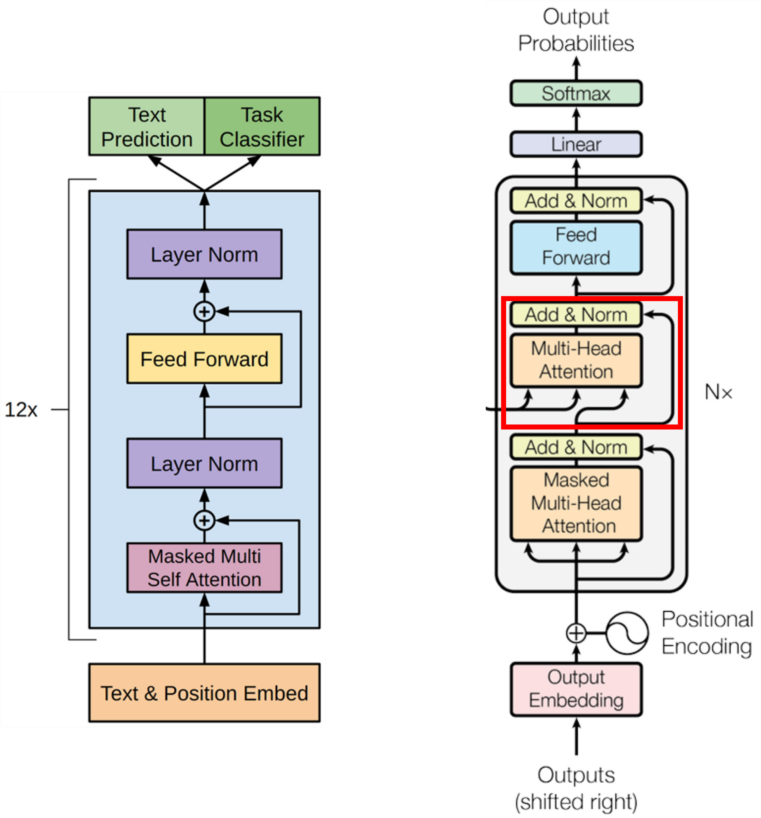 Text
Prediction
Task
Classifier
Layer Norm
Feed Forward
12x
Layer Norm
Masked Multi
Self Attention
Text & Position Embed
Output
Probabilities
Softmax
Linear
Add & Norm
Feed
Forward
Add & Norm
Multi-Head
Attention
N×
Add & Norm
Masked
Multi-Head
Attention
Positional
Encoding
Output
Embedding
Outputs
(shifted right)